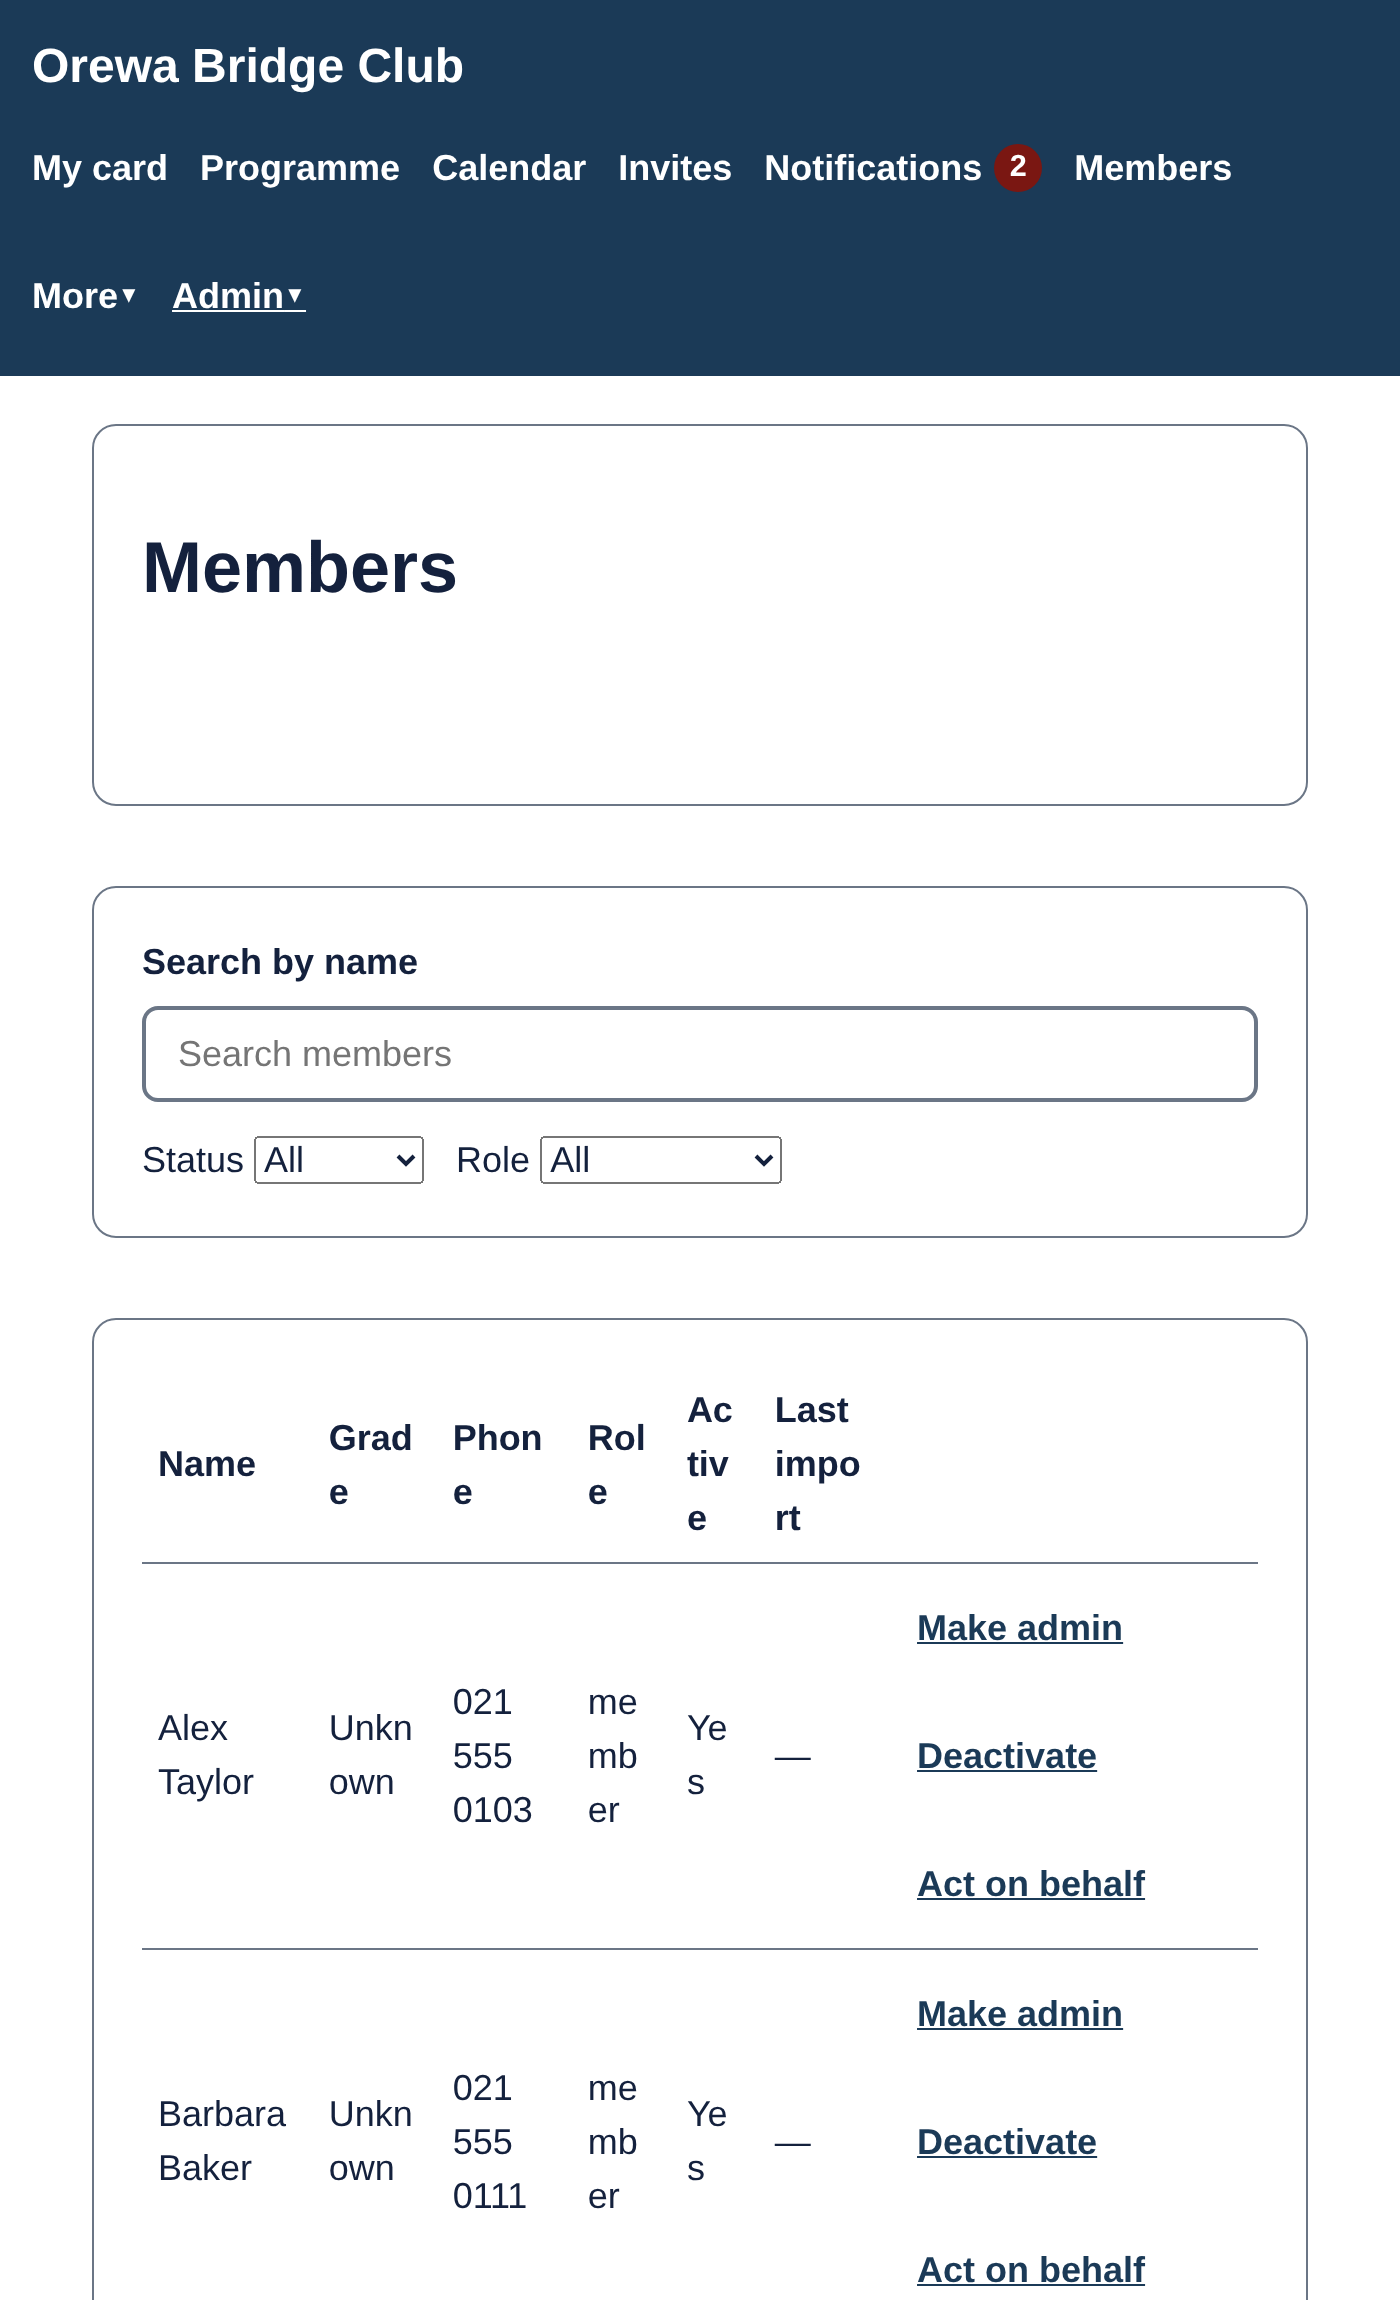 Orewa Bridge Club
My card Programme Calendar Invites Notifications 2 Members
More ▾ Admin ▾
Members
Search by name
Search members
Status All Role All
Name Grad
e Phon
e Rol
e Ac
tiv
e Last
impo
rt
Alex
Taylor Unkn
own 021
555
0103 me
mb
er Ye
s — Make admin
Deactivate
Act on behalf
Barbara
Baker Unkn
own 021
555
0111 me
mb
er Ye
s — Make admin
Deactivate
Act on behalf